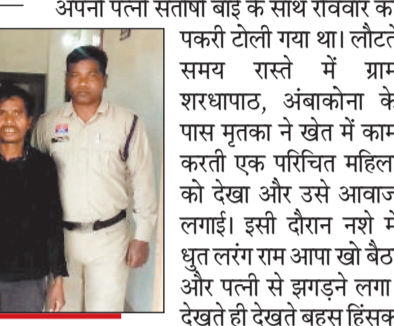 अपनी पत्नी संतोषी बाई के साथ रविवार को
पकरी टोली गया था। लौटते
समय रास्ते में ग्राम
शरधापाठ, अंबाकोना के
पास मृतका ने खेत में काम
करती एक परिचित महिला
को देखा और उसे आवाज
लगाई। इसी दौरान नशे में
धुत लरंग राम आपा खो बैठा
और पत्नी से झगड़ने लगा
देखते ही देखते बहस हिंसक